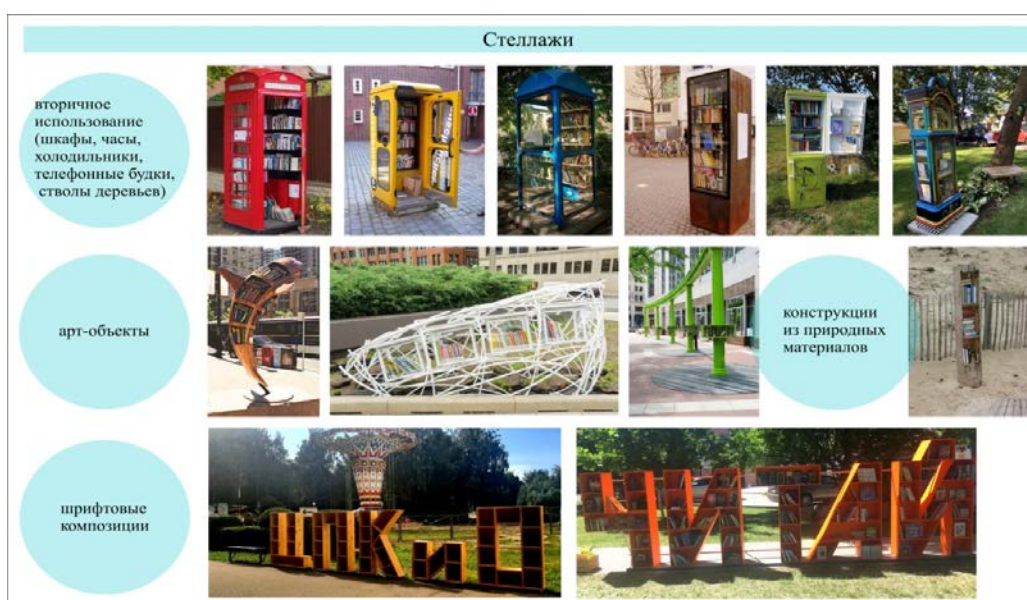 Стеллажи
вторичное
использование
(шкафы, часы,
холодильники,
телефонные будки,
стволы деревьев)
арт-объекты
конструкции
из природных
материалов
шрифтовые
композиции
ЦПКиО
ЧИТАЙ